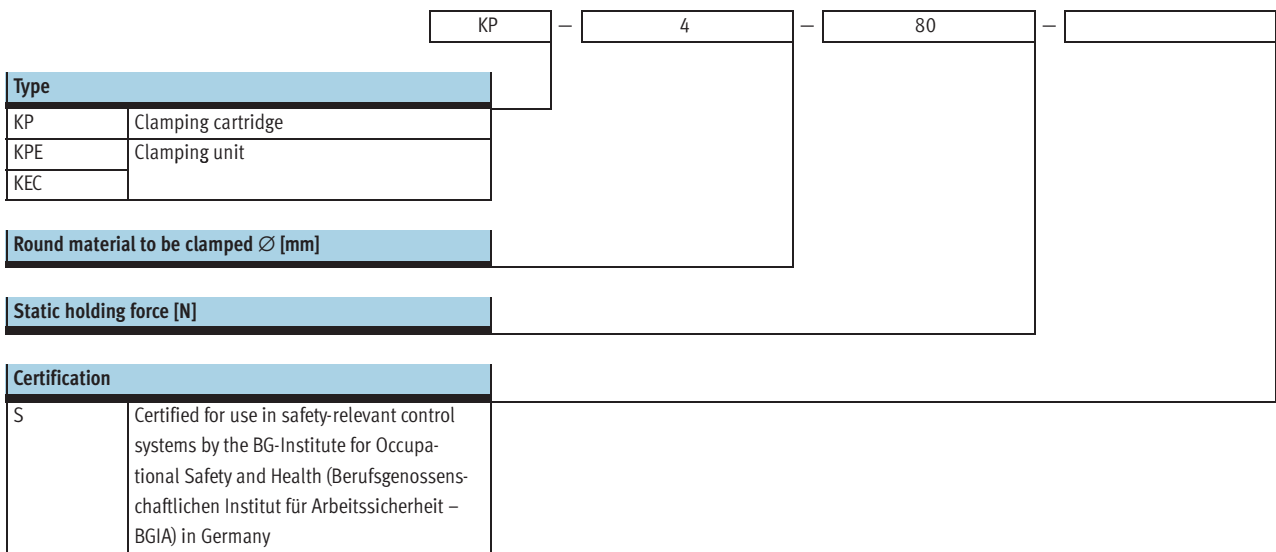 KP – 4 – 80 –
Type
KP Clamping cartridge
KPE Clamping unit
KEC
Round material to be clamped ∅ [mm]
Static holding force [N]
Certification
S Certified for use in safety-relevant control
systems by the BG-Institute for Occupa-
tional Safety and Health (Berufsgenossens-
chaftlichen Institut für Arbeitssicherheit –
BGIA) in Germany